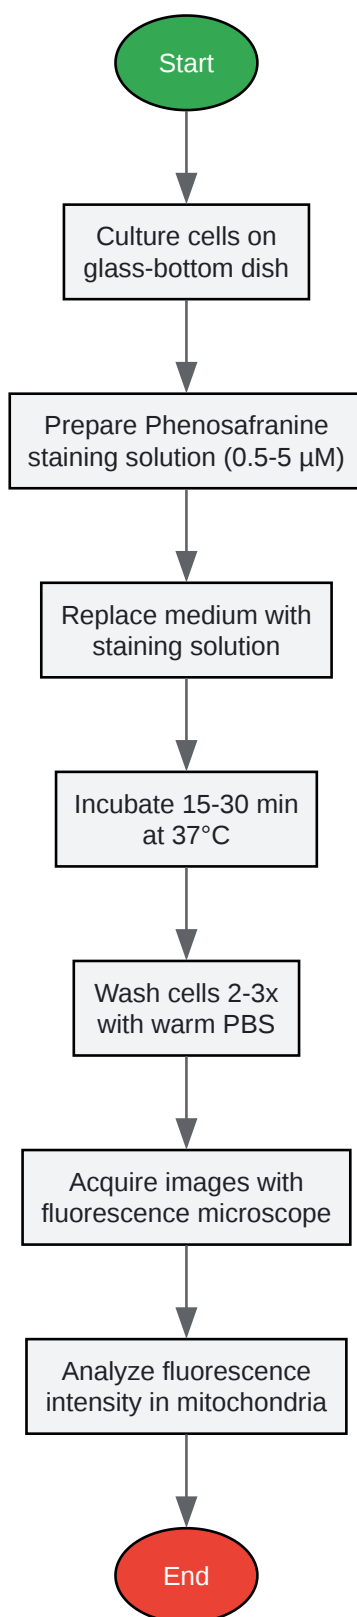 Start
Culture cells on
glass-bottom dish
Prepare Phenosafranine
staining solution (0.5-5 µM)
Replace medium with
staining solution
Incubate 15-30 min
at 37°C
Wash cells 2-3x
with warm PBS
Acquire images with
fluorescence microscope
Analyze fluorescence
intensity in mitochondria
End